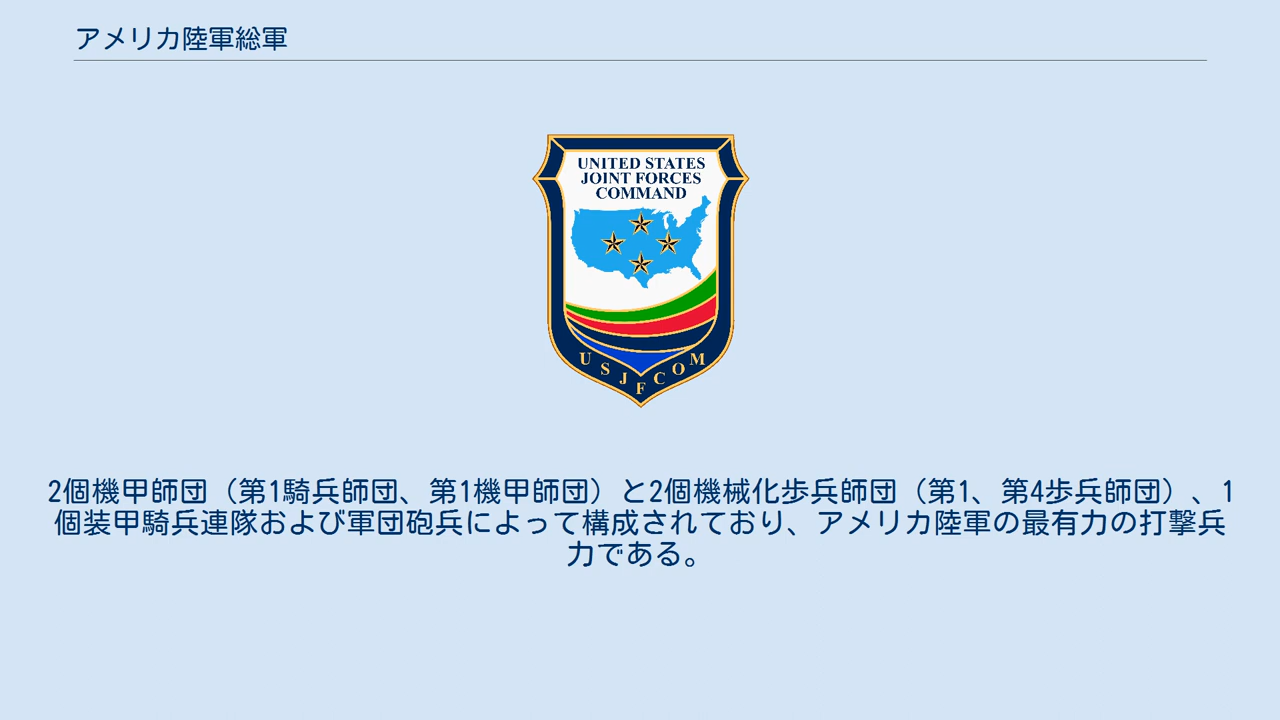 アメリカ陸軍総軍
UNITED STATES
JOINT FORCES
COMMAND
USJFCOM
2個機甲師団（第1騎兵師団、第1機甲師団）と2個機械化歩兵師団（第1、第4歩兵師団）、1
個装甲騎兵連隊および軍団砲兵によって構成されており、アメリカ陸軍の最有力の打撃兵
力である。